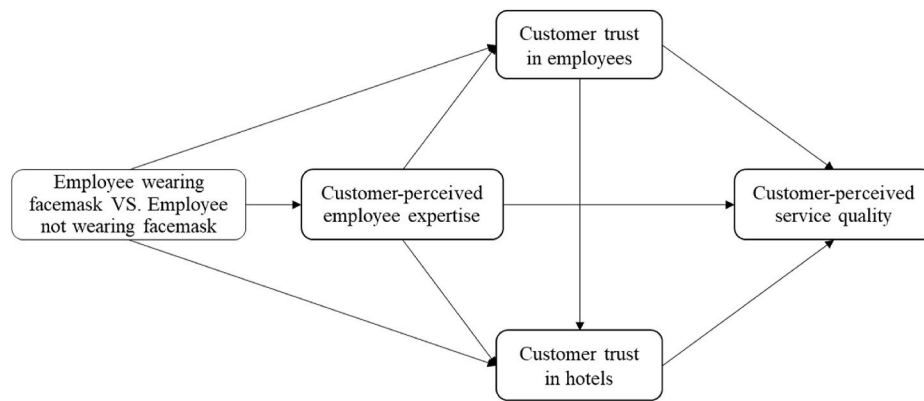 Customer trust
in employees
Employee wearing
facemask VS. Employee
not wearing facemask
Customer-perceived
employee expertise
Customer-perceived
service quality
Customer trust
in hotels